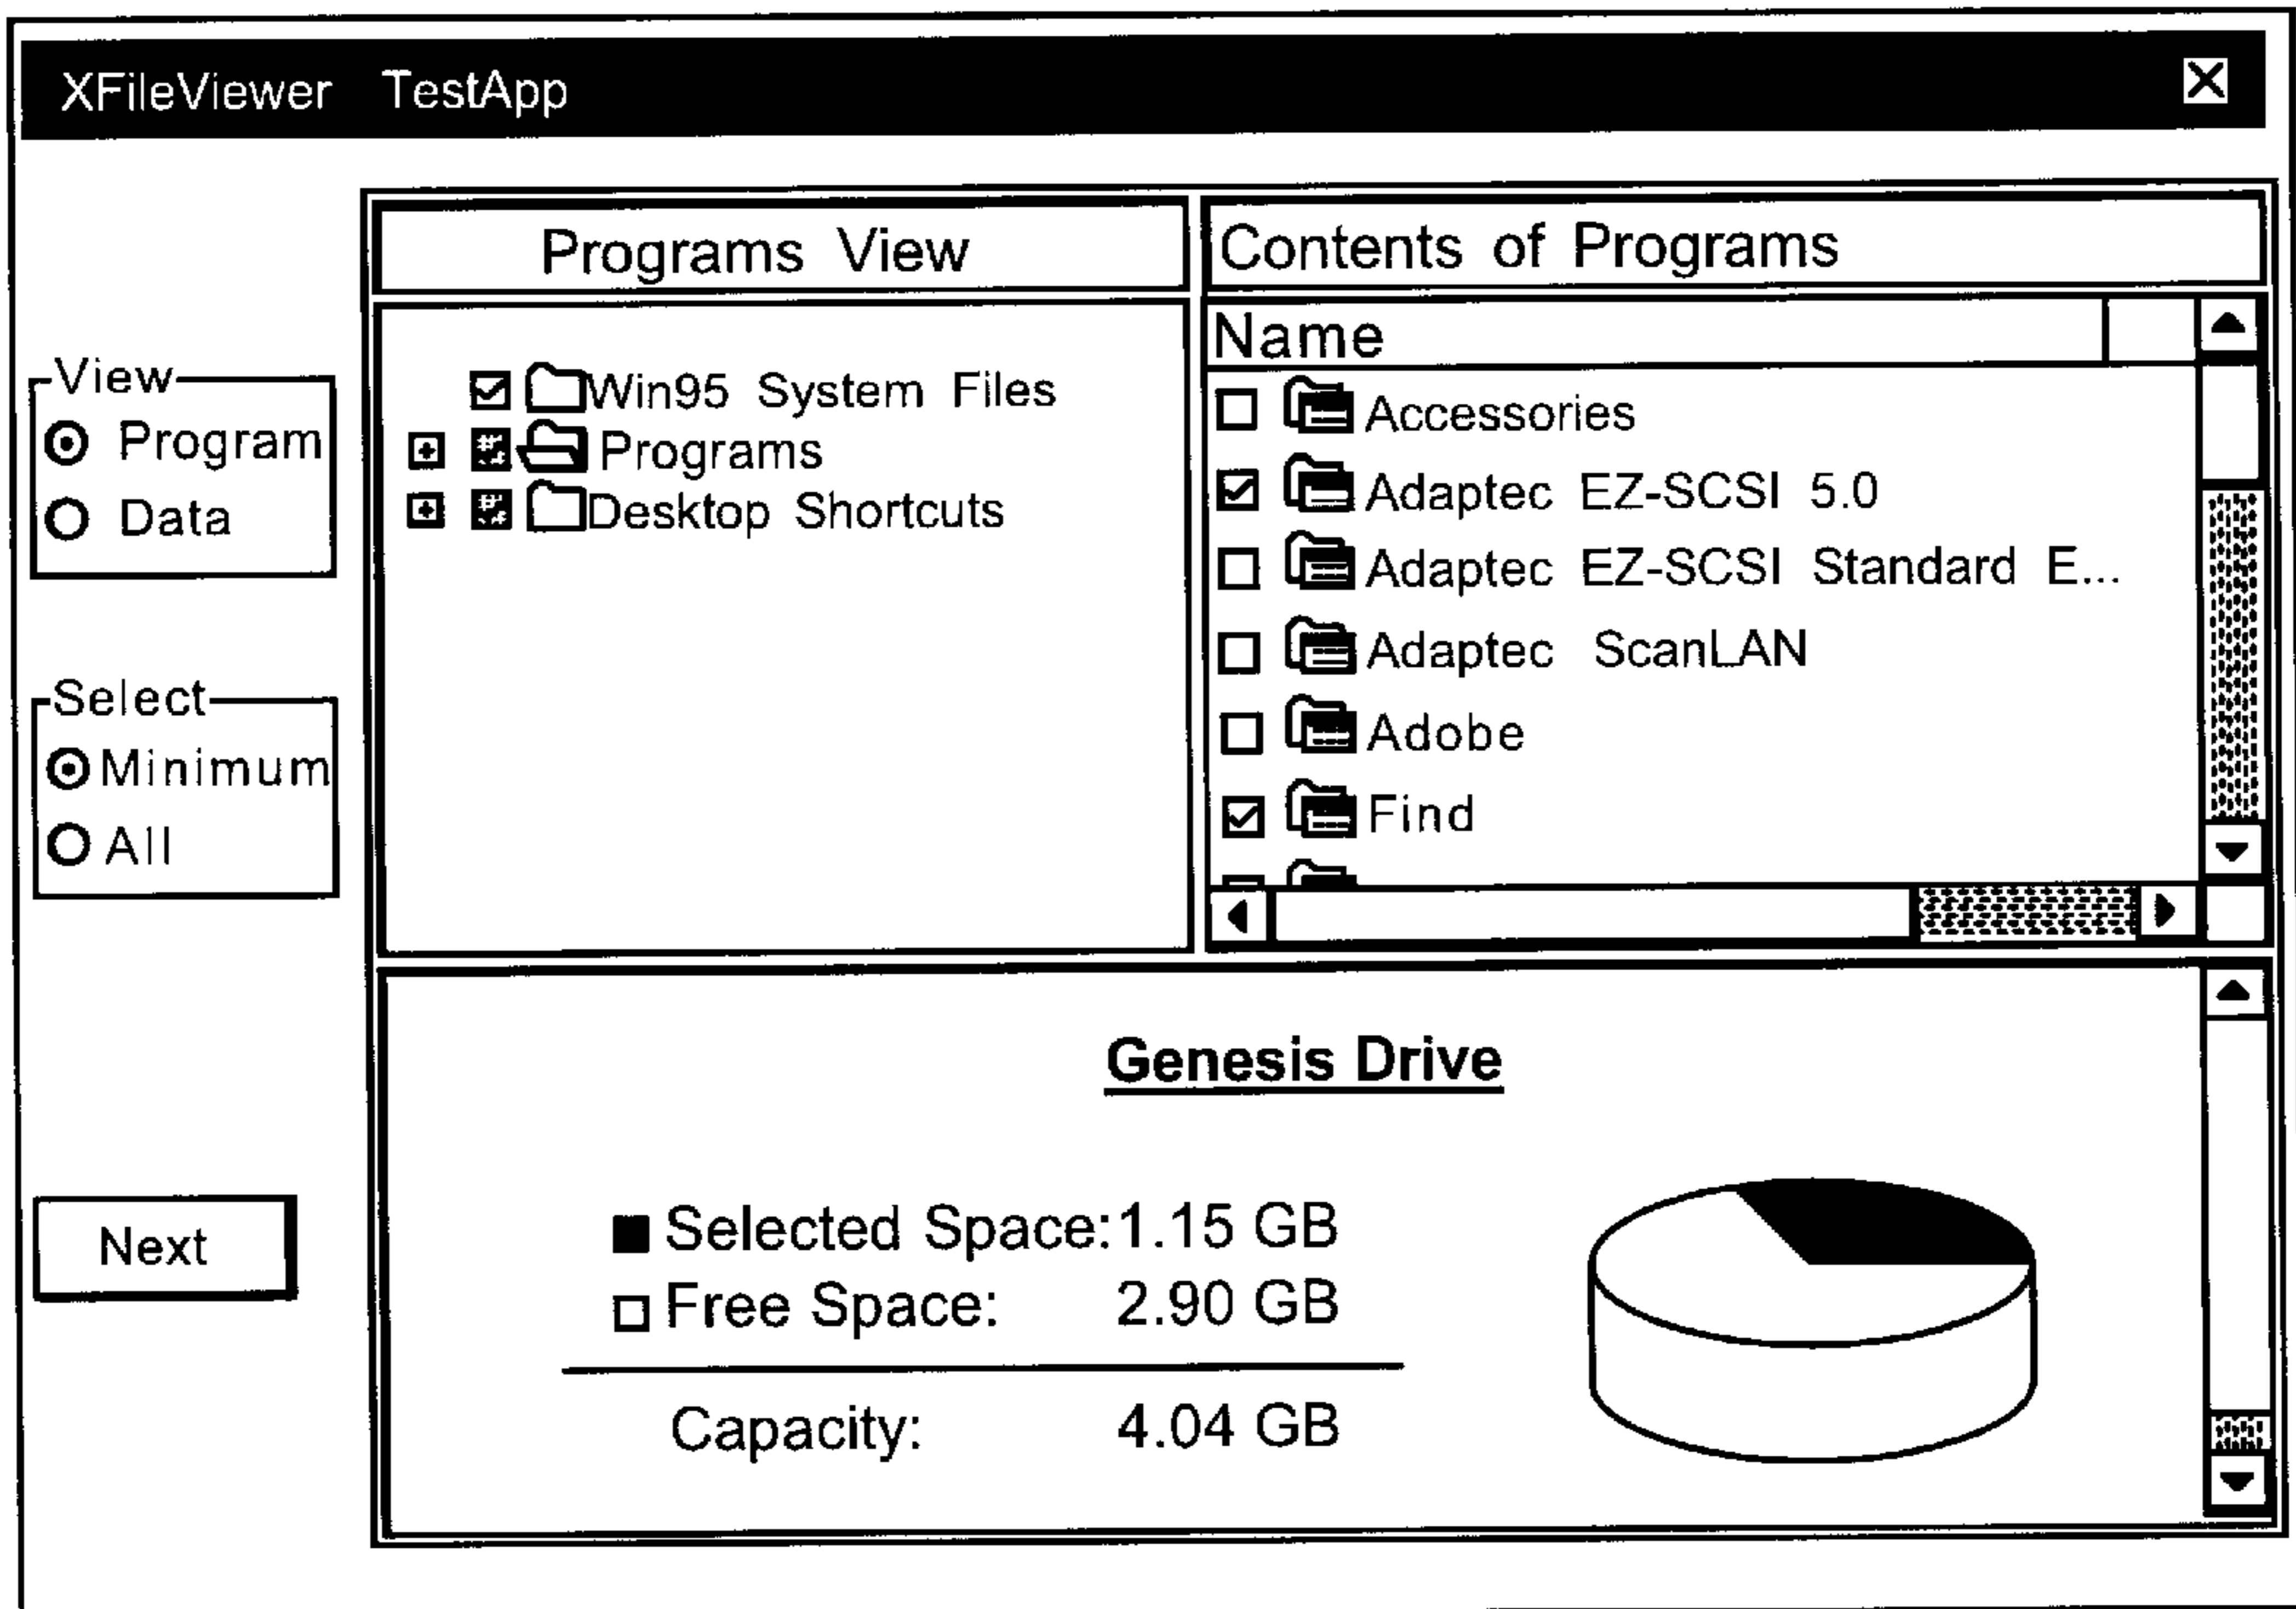 XFileViewer TestApp
View
Program
Data
Select
Minimum
All
Next
Programs View
Win95 System Files
Programs
Desktop Shortcuts
Contents of Programs
Name
Accessories
Adaptec EZ-SCSI 5.0
Adaptec EZ-SCSI Standard E...
Adaptec ScanLAN
Adobe
Find
Genesis Drive
Selected Space: 1.15 GB
Free Space: 2.90 GB
Capacity: 4.04 GB